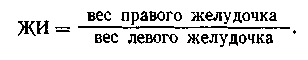 вес правого желудочка
ЖИ =
вес левого желудочка.